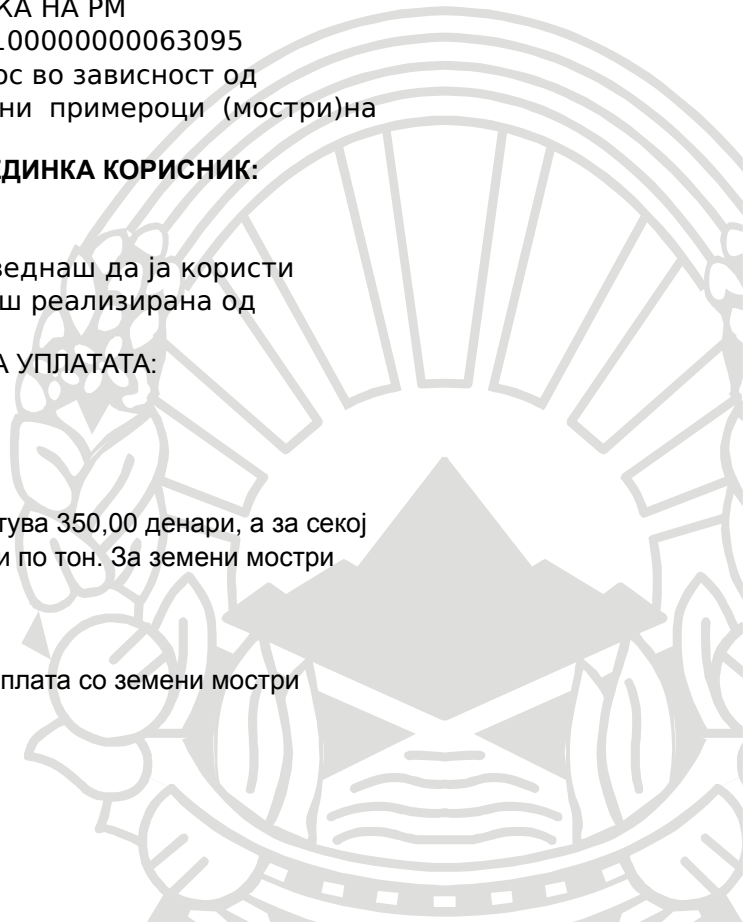 КА НА РМ
100000000063095
ос во зависност од
ни примероци (мостри)на
ЕДИНКА КОРИСНИК:
веднаш да ја користи
ш реализирана од
А УПЛАТАТА:
тува 350,00 денари, а за секој
и по тон. За земени мостри
плата со земени мостри